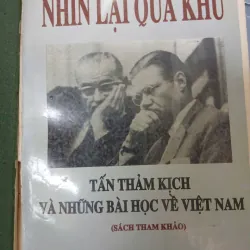 NHÌN LẠI QUÁ KHỨ
TẤN THẢM KỊCH
VÀ NHỮNG BÀI HỌC VỀ VIỆT NAM
(SÁCH THAM KHẢO)